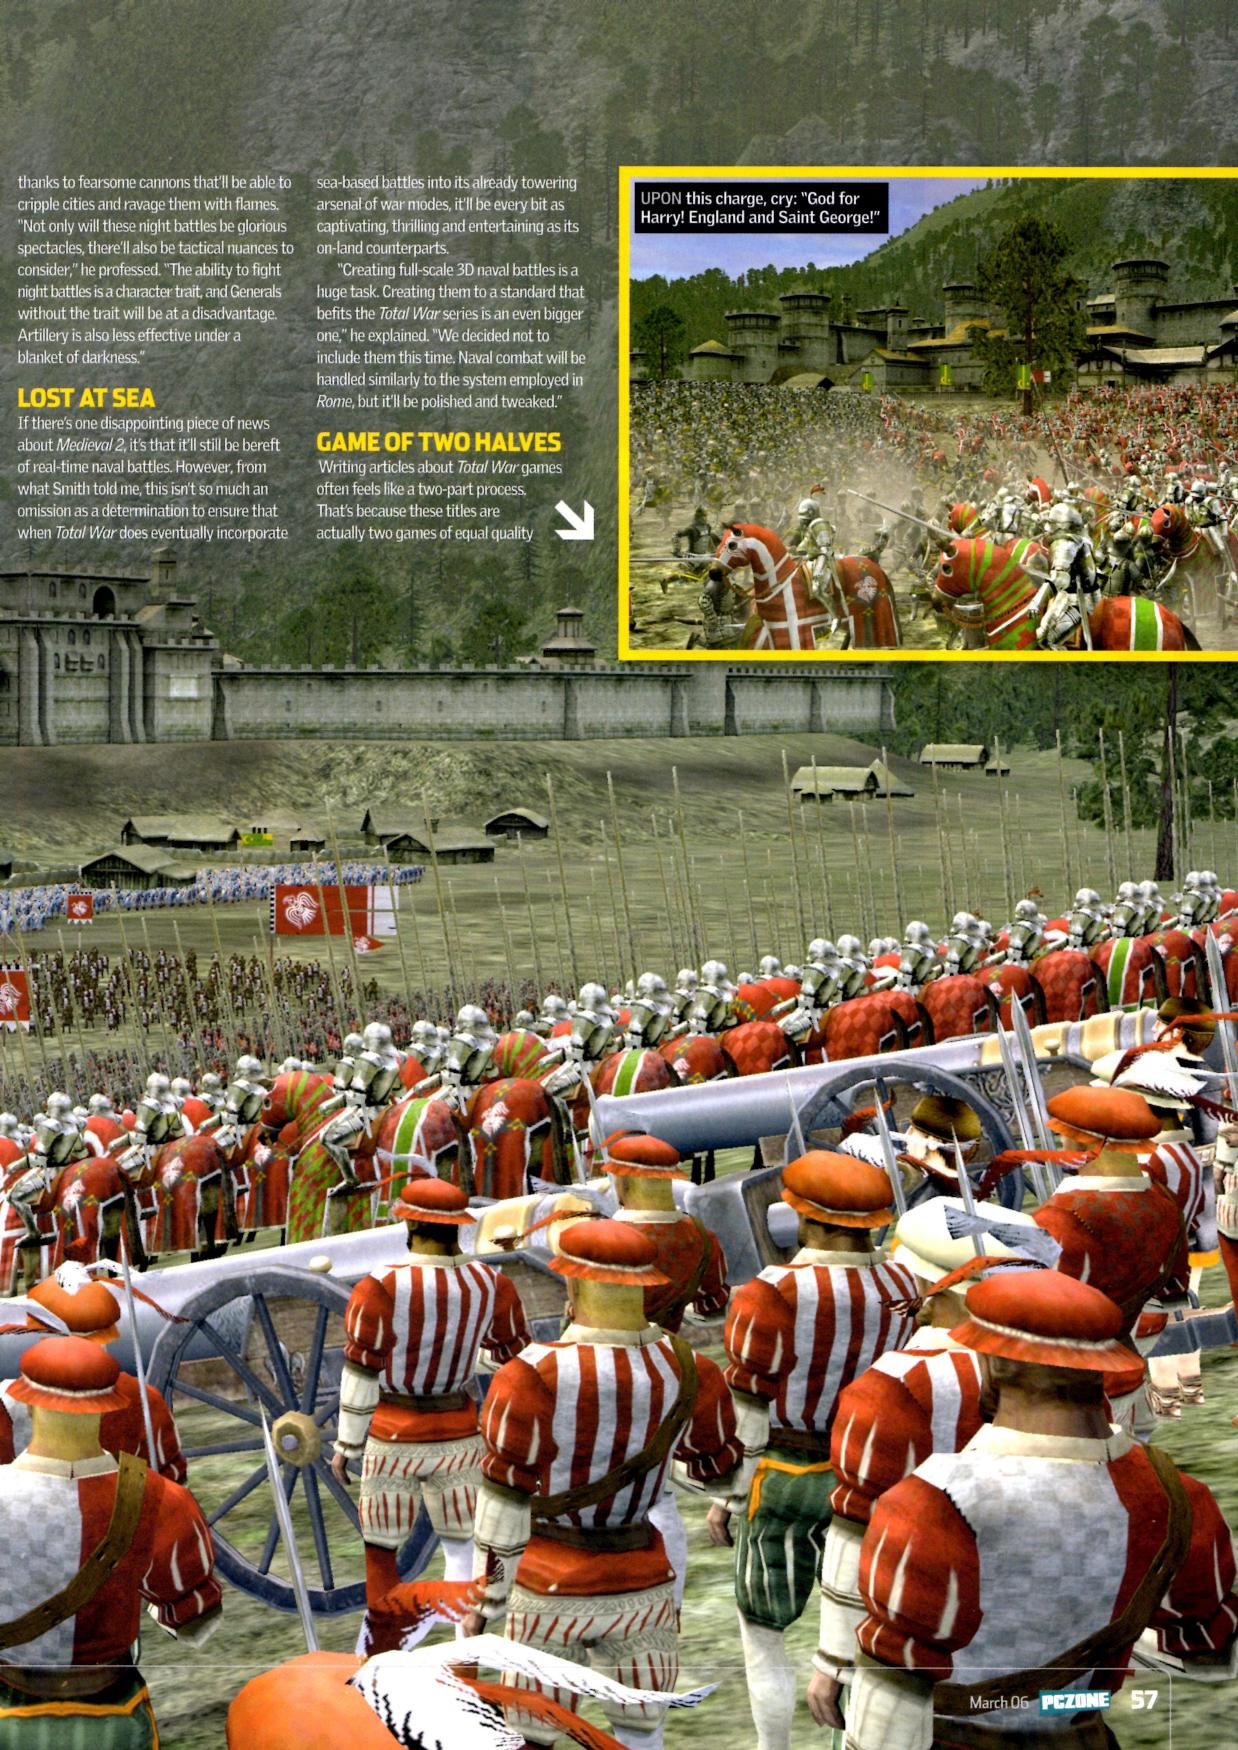 thanks to fearsome cannons that'll be able to
cripple cities and ravage them with flames.
"Not only will these night battles be glorious
spectacles, there'll also be tactical nuances to
consider," he professed. "The ability to fight
night battles is a character trait, and Generals
without the trait will be at a disadvantage.
Artillery is also less effective under a
blanket of darkness."
LOST AT SEA
If there's one disappointing piece of news
about Medieval 2, it's that it'll still be bereft
of real-time naval battles. However, from
what Smith told me, this isn't so much an
omission as a determination to ensure that
when Total War does eventually incorporate
sea-based battles into its already towering
arsenal of war modes, it'll be every bit as
captivating, thrilling and entertaining as its
on-land counterparts.
"Creating full-scale 3D naval battles is a
huge task. Creating them to a standard that
befits the Total War series is an even bigger
one," he explained. "We decided not to
include them this time. Naval combat will be
handled similarly to the system employed in
Rome, but it'll be polished and tweaked."
GAME OF TWO HALVES
Writing articles about Total War games
often feels like a two-part process.
That's because these titles are
actually two games of equal quality
UPON this charge, cry: "God for
Harry! England and Saint George!"
March 06 PCZONE 57